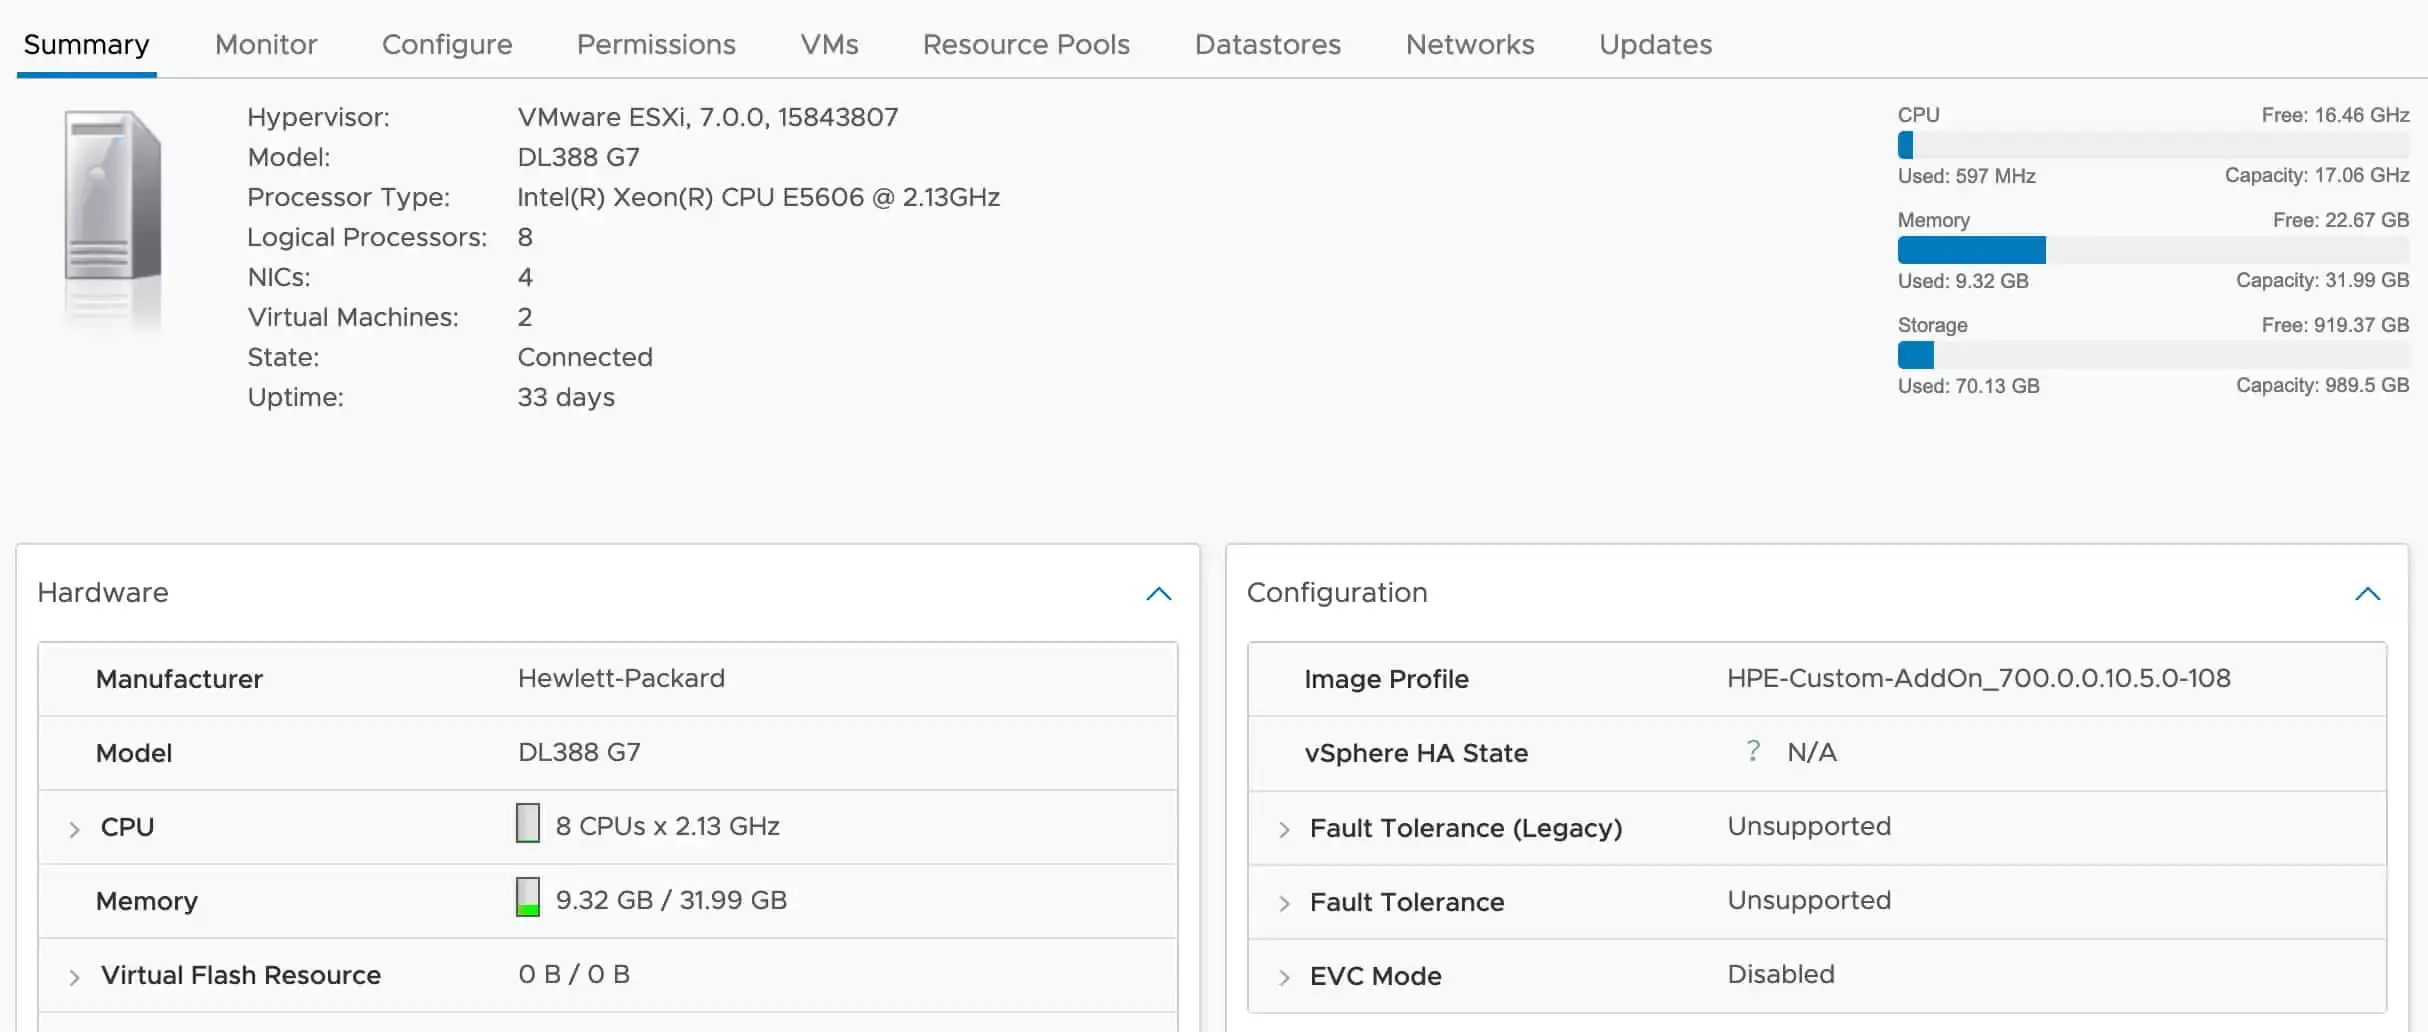 Summary Monitor Configure Permissions VMs Resource Pools Datastores Networks Updates
Hypervisor: VMware ESXi, 7.0.0, 15843807
Model: DL388 G7
Processor Type: Intel(R) Xeon(R) CPU E5606 @ 2.13GHz
Logical Processors: 8
NICs: 4
Virtual Machines: 2
State: Connected
Uptime: 33 days
CPU Free: 16.46 GHz
Used: 597 MHz Capacity: 17.06 GHz
Memory Free: 22.67 GB
Used: 9.32 GB Capacity: 31.99 GB
Storage Free: 919.37 GB
Used: 70.13 GB Capacity: 989.5 GB
Hardware
Manufacturer Hewlett-Packard
Model DL388 G7
CPU 8 CPUs x 2.13 GHz
Memory 9.32 GB / 31.99 GB
Virtual Flash Resource 0 B / 0 B
Configuration
Image Profile HPE-Custom-AddOn_700.0.0.10.5.0-108
vSphere HA State ? N/A
Fault Tolerance (Legacy) Unsupported
Fault Tolerance Unsupported
EVC Mode Disabled